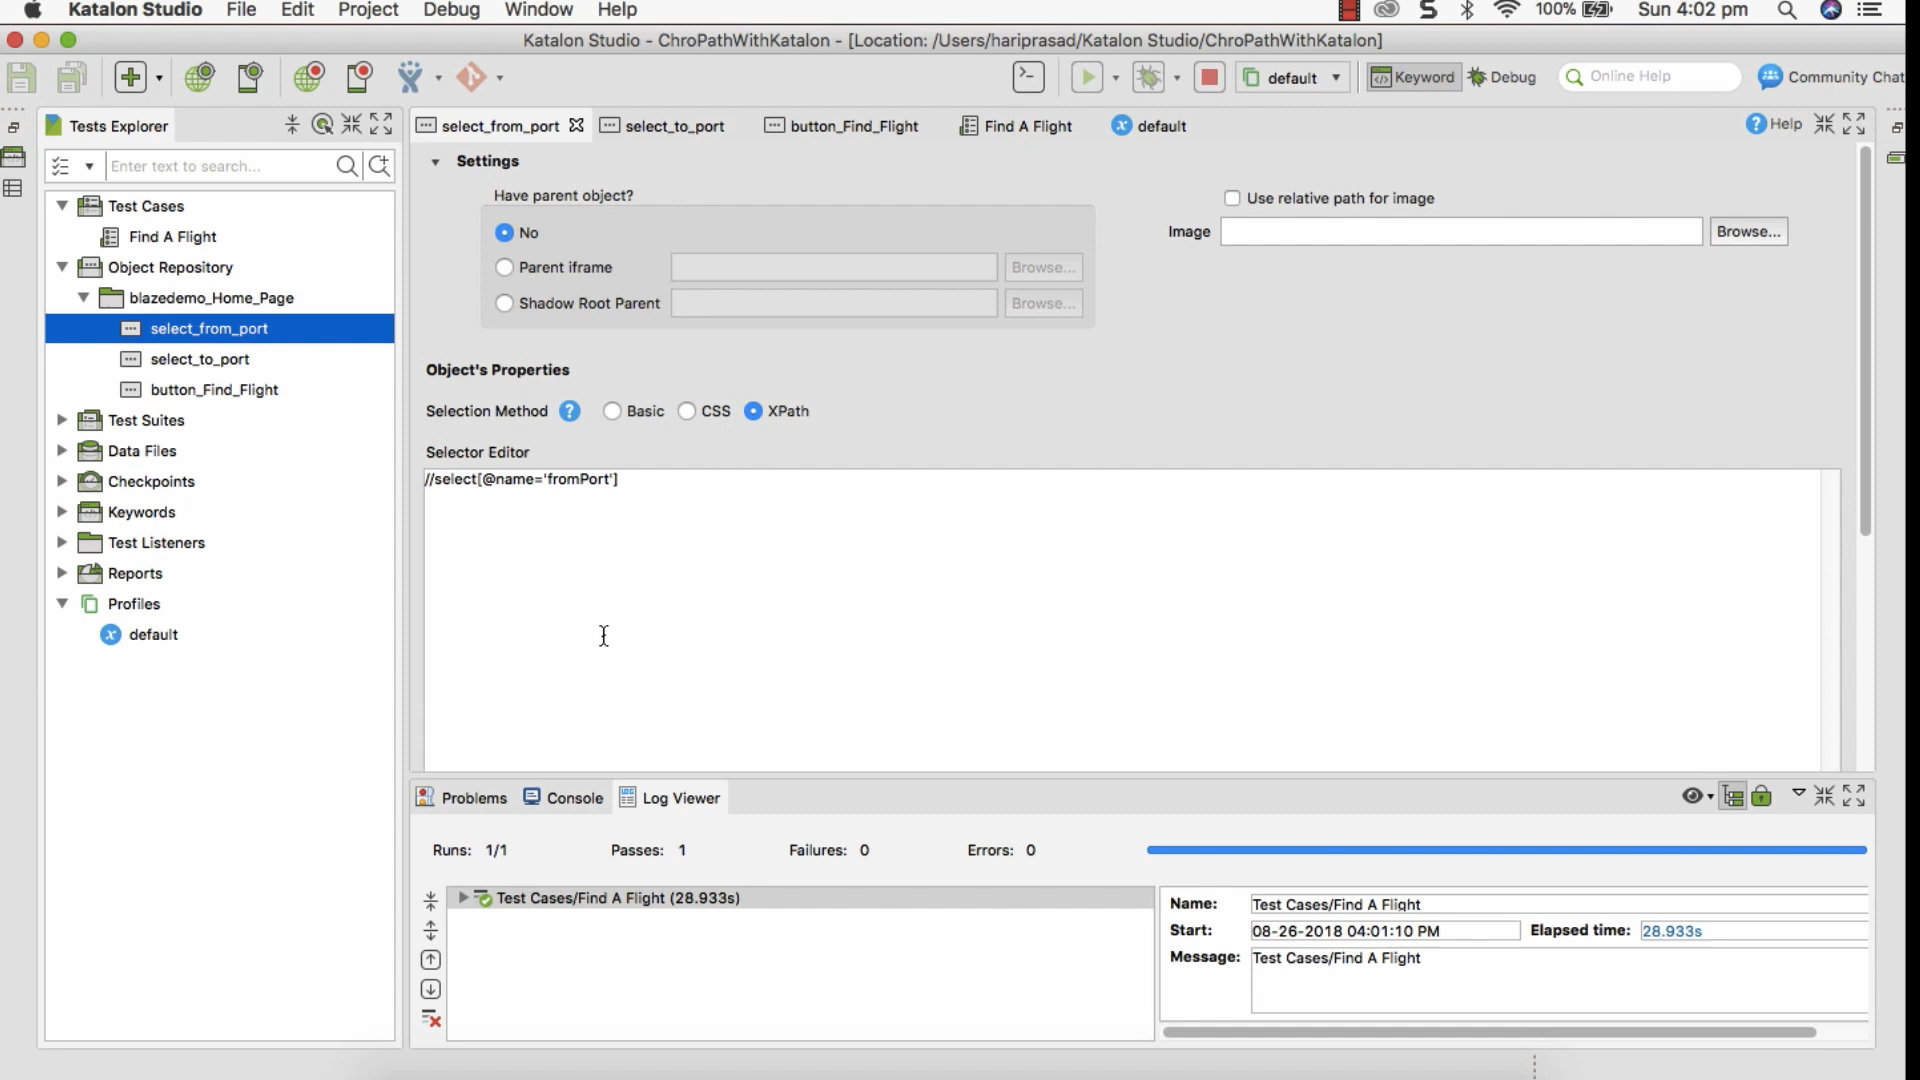 Katalon Studio File Edit Project Debug Window Help 100% Sun 4:02 pm
Katalon Studio - ChroPathWithKatalon - [Location: /Users/hariprasad/Katalon Studio/ChroPathWithKatalon]
default Keyword Debug Online Help Community Chat
Tests Explorer
Enter text to search...
Test Cases
Find A Flight
Object Repository
blazedemo_Home_Page
select_from_port
select_to_port
button_Find_Flight
Test Suites
Data Files
Checkpoints
Keywords
Test Listeners
Reports
Profiles
default
select_from_port select_to_port button_Find_Flight Find A Flight default Help
Settings
Have parent object?
No
Parent iframe Browse...
Shadow Root Parent Browse...
Use relative path for image
Image Browse...
Object's Properties
Selection Method ? Basic CSS XPath
Selector Editor
//select[@name='fromPort']
Problems Console Log Viewer
Runs: 1/1 Passes: 1 Failures: 0 Errors: 0
Test Cases/Find A Flight (28.933s)
Name: Test Cases/Find A Flight
Start: 08-26-2018 04:01:10 PM Elapsed time: 28.933s
Message: Test Cases/Find A Flight